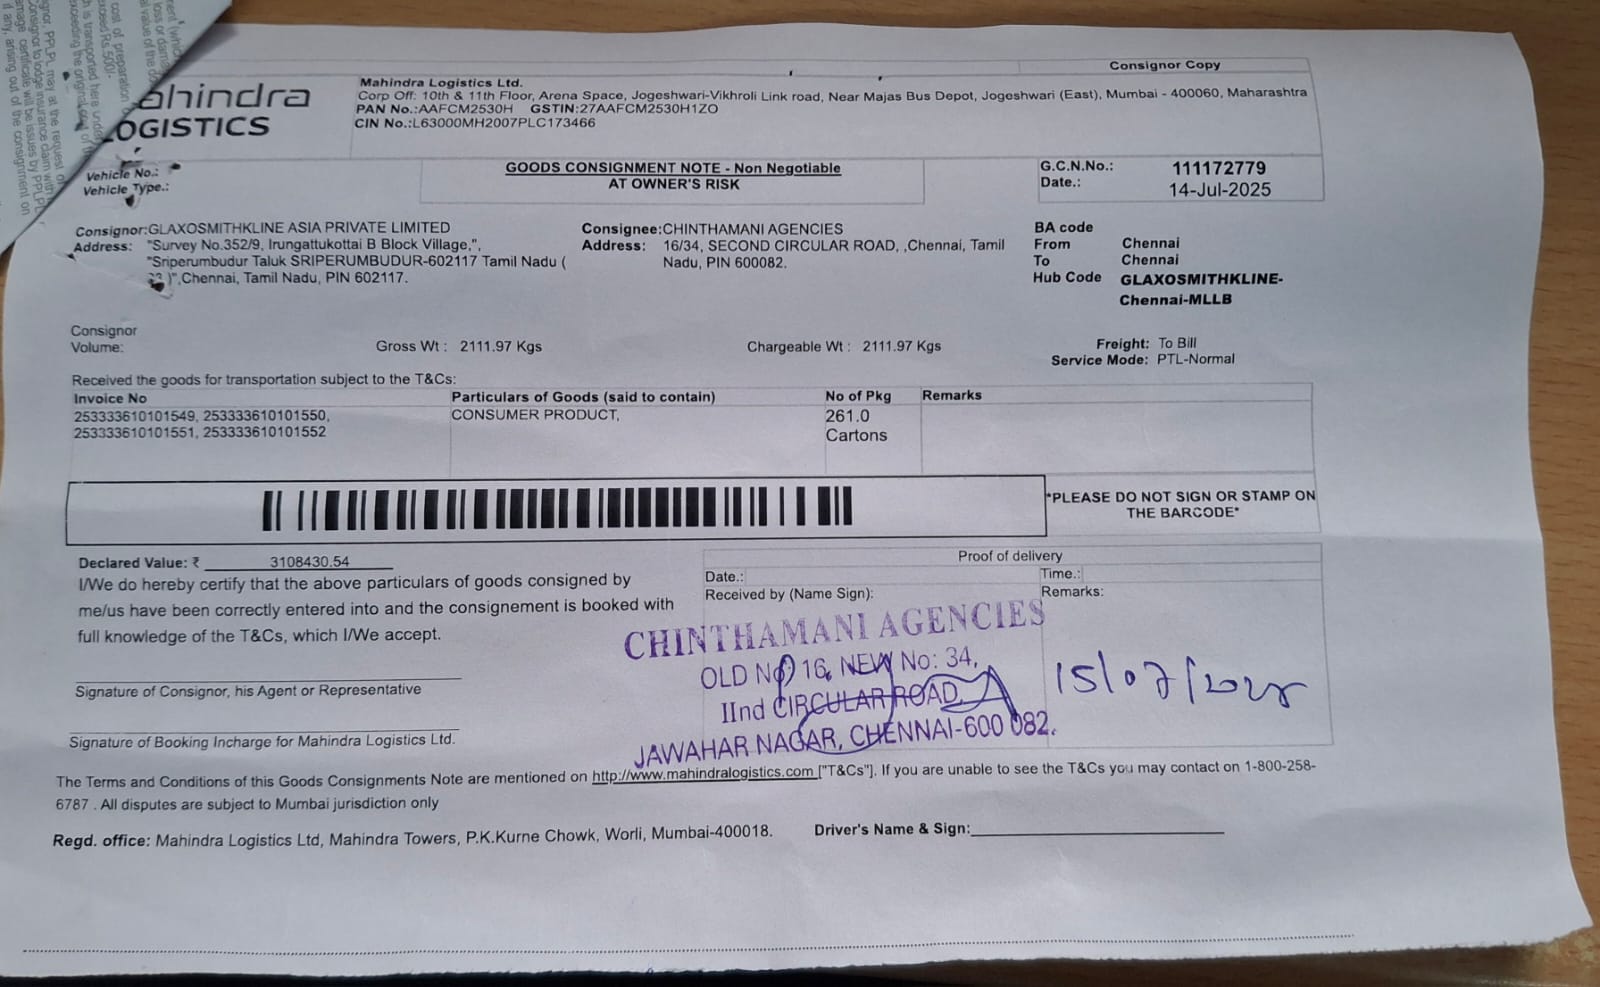 Consignor Copy
ahindra
LOGISTICS
Mahindra Logistics Ltd.
Corp Off: 10th & 11th Floor, Arena Space, Jogeshwari-Vikhroli Link road, Near Majas Bus Depot, Jogeshwari (East), Mumbai - 400060, Maharashtra
PAN No.:AAFCM2530H GSTIN:27AAFCM2530H1ZO
CIN No.:L63000MH2007PLC173466
Vehicle No.:
Vehicle Type.:
GOODS CONSIGNMENT NOTE - Non Negotiable
AT OWNER'S RISK
G.C.N.No.: 111172779
Date.: 14-Jul-2025
Consignor:GLAXOSMITHKLINE ASIA PRIVATE LIMITED
Address: "Survey No.352/9, Irungattukottai B Block Village,",
"Sriperumbudur Taluk SRIPERUMBUDUR-602117 Tamil Nadu (
)",Chennai, Tamil Nadu, PIN 602117.
Consignee:CHINTHAMANI AGENCIES
Address: 16/34, SECOND CIRCULAR ROAD, ,Chennai, Tamil
Nadu, PIN 600082.
BA code
From Chennai
To Chennai
Hub Code GLAXOSMITHKLINE-
Chennai-MLLB
Consignor
Volume:
Gross Wt : 2111.97 Kgs
Chargeable Wt : 2111.97 Kgs
Freight: To Bill
Service Mode: PTL-Normal
Received the goods for transportation subject to the T&Cs:
Invoice No Particulars of Goods (said to contain) No of Pkg Remarks
253333610101549, 253333610101550, CONSUMER PRODUCT, 261.0
253333610101551, 253333610101552 Cartons
*PLEASE DO NOT SIGN OR STAMP ON
THE BARCODE*
Declared Value: ₹ 3108430.54
I/We do hereby certify that the above particulars of goods consigned by
me/us have been correctly entered into and the consignement is booked with
full knowledge of the T&Cs, which I/We accept.
Signature of Consignor, his Agent or Representative
Signature of Booking Incharge for Mahindra Logistics Ltd.
Proof of delivery
Date.: Time.:
Received by (Name Sign): Remarks:
CHINTHAMANI AGENCIES
OLD No 16, NEW No: 34,
IInd CIRCULAR ROAD,
JAWAHAR NAGAR, CHENNAI-600 082.
15/07/2025
The Terms and Conditions of this Goods Consignments Note are mentioned on http://www.mahindralogistics.com ["T&Cs"]. If you are unable to see the T&Cs you may contact on 1-800-258-
6787 . All disputes are subject to Mumbai jurisdiction only
Regd. office: Mahindra Logistics Ltd, Mahindra Towers, P.K.Kurne Chowk, Worli, Mumbai-400018. Driver's Name & Sign: